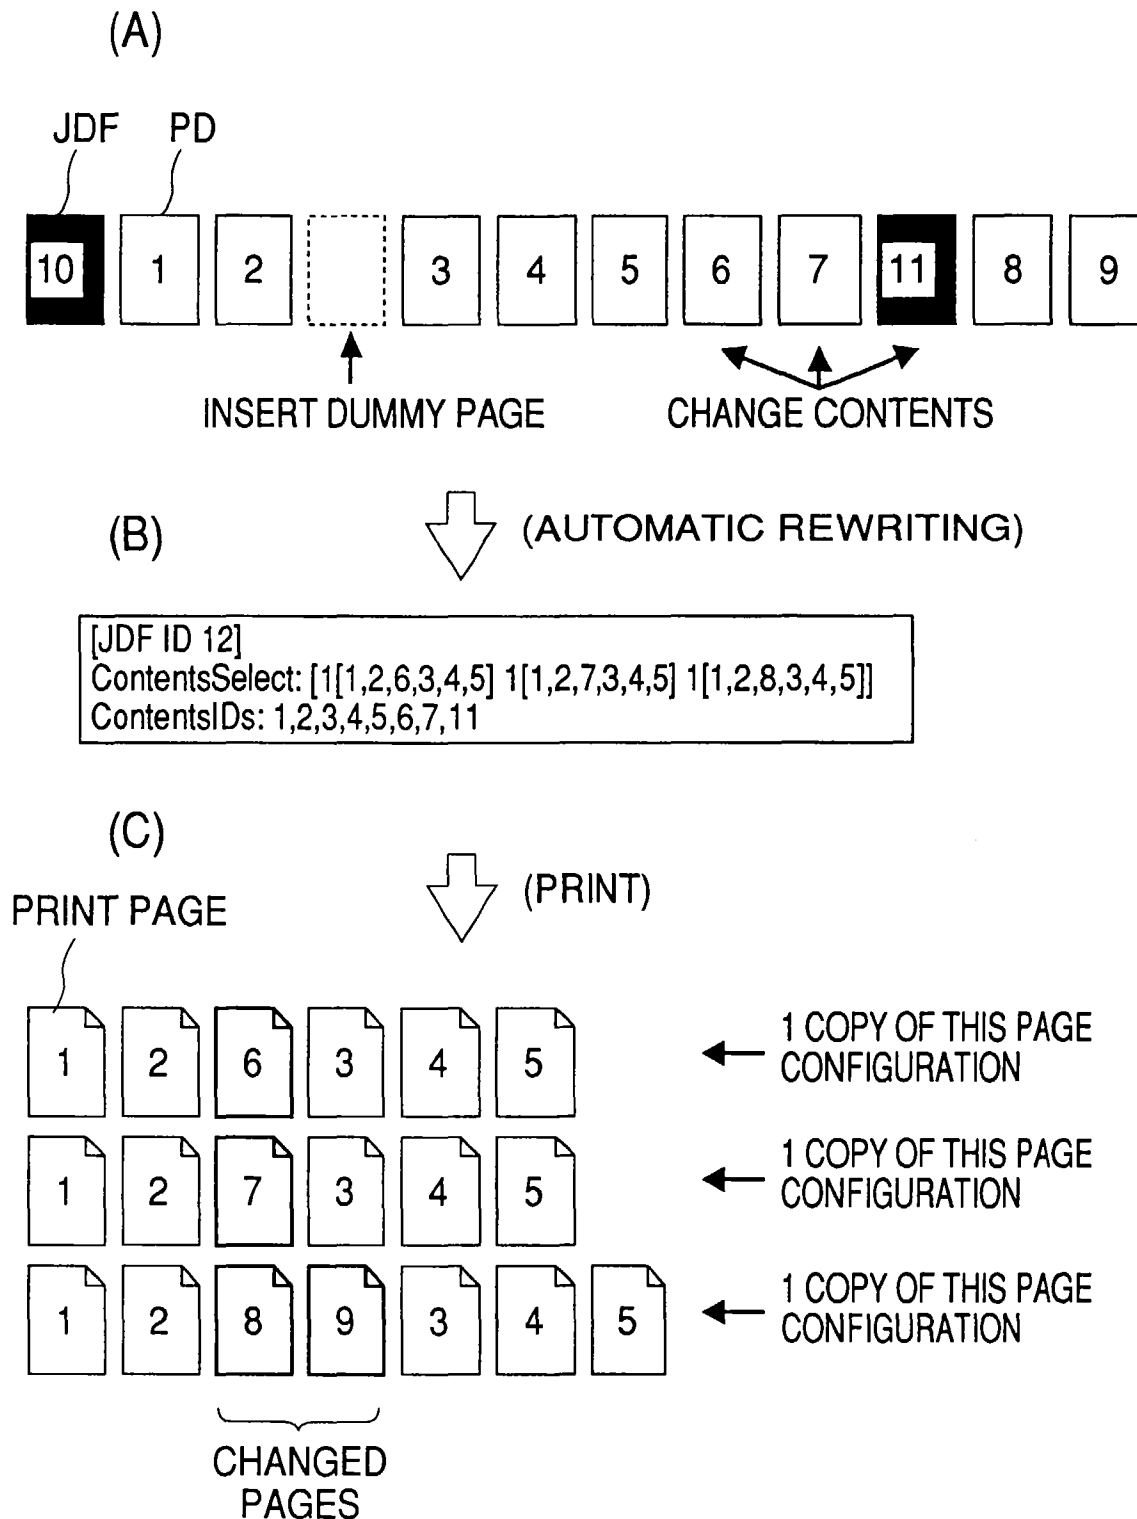 (A)
JDF PD
10 1 2 3 4 5 6 7 11 8 9
INSERT DUMMY PAGE CHANGE CONTENTS
(B)
(AUTOMATIC REWRITING)
[JDF ID 12]
ContentsSelect: [1[1,2,6,3,4,5] 1[1,2,7,3,4,5] 1[1,2,8,3,4,5]]
ContentsIDs: 1,2,3,4,5,6,7,11
(C)
(PRINT)
PRINT PAGE
1 2 6 3 4 5
1 COPY OF THIS PAGE
CONFIGURATION
1 2 7 3 4 5
1 COPY OF THIS PAGE
CONFIGURATION
1 2 8 9 3 4 5
1 COPY OF THIS PAGE
CONFIGURATION
CHANGED
PAGES